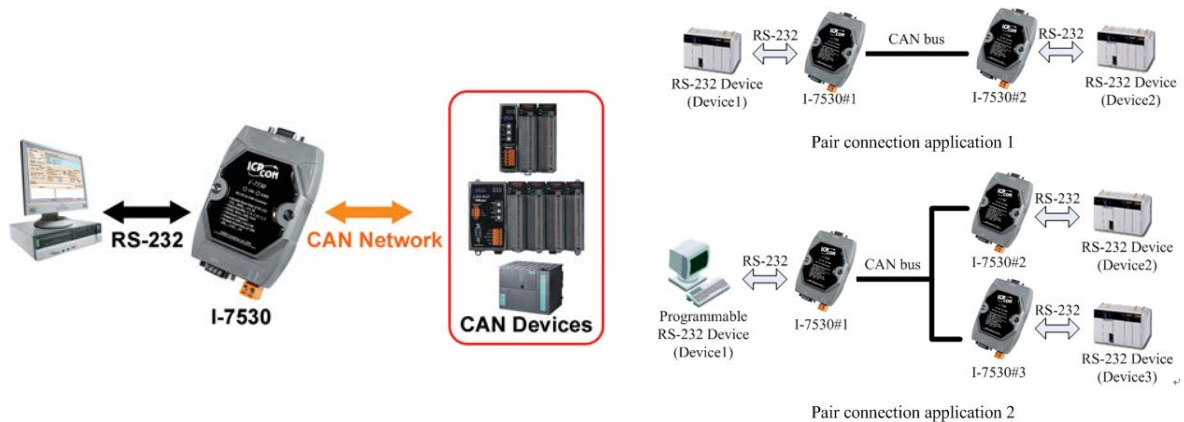 RS-232
ICP
CON
I-7530
CAN Network
I-7530
CAN Devices
RS-232
CAN bus
RS-232
RS-232 Device
(Device1)
I-7530#1
I-7530#2
RS-232 Device
(Device2)
Pair connection application 1
RS-232
CAN bus
RS-232
I-7530#2
RS-232 Device
(Device2)
Programmable
RS-232 Device
(Device1)
I-7530#1
RS-232
I-7530#3
RS-232 Device
(Device3)
Pair connection application 2